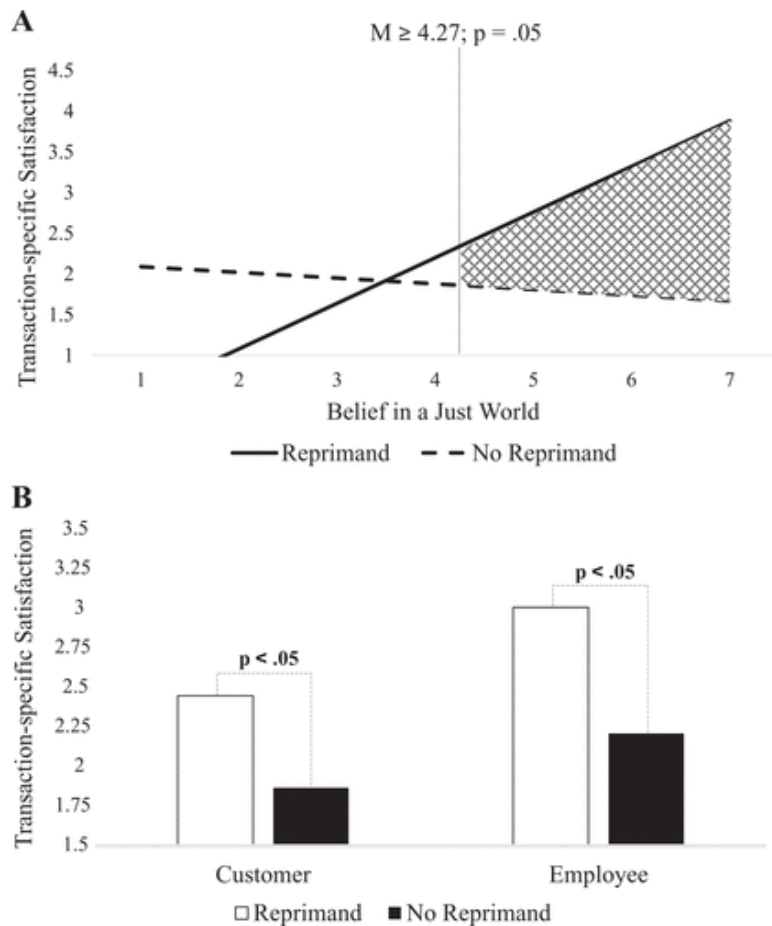 A
M ≥ 4.27; p = .05
Transaction-specific Satisfaction
4.5
4
3.5
3
2.5
2
1.5
1
1 2 3 4 5 6 7
Belief in a Just World
Reprimand No Reprimand
B
Transaction-specific Satisfaction
3.5
3.25
3
2.75
2.5
2.25
2
1.75
1.5
p < .05
p < .05
Customer Employee
Reprimand No Reprimand